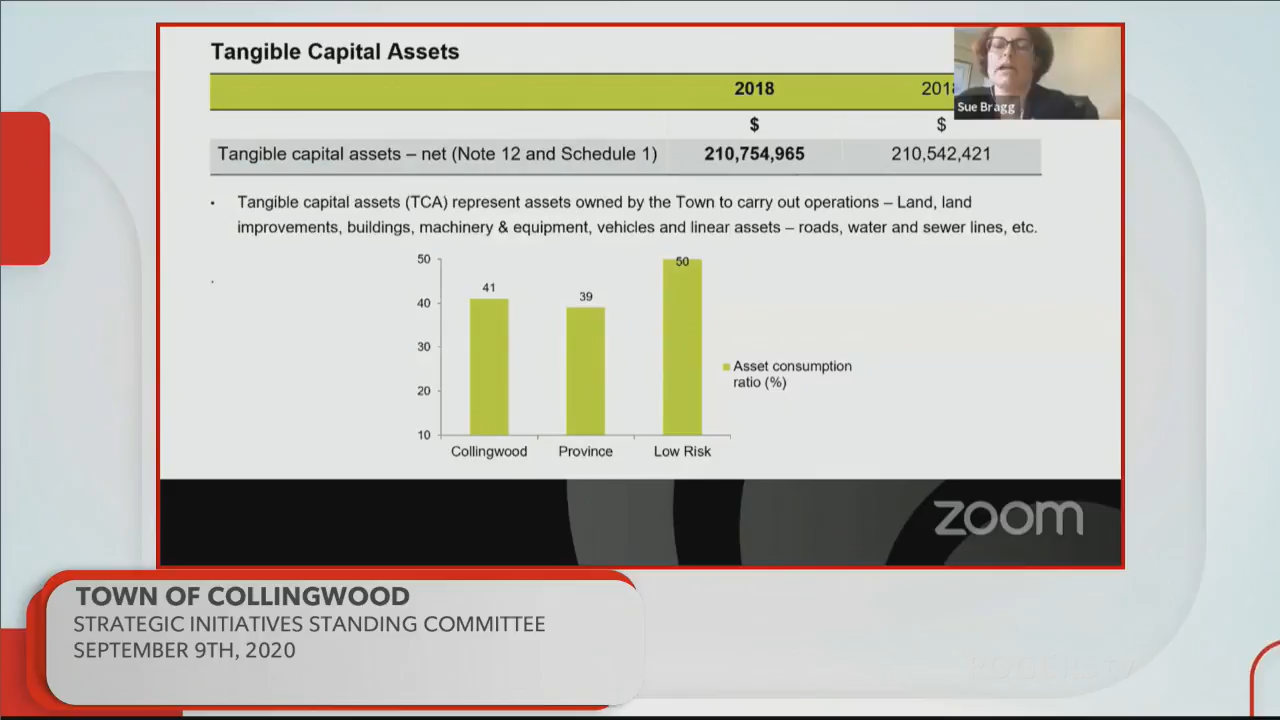 Tangible Capital Assets
2018
$
$
Tangible capital assets – net (Note 12 and Schedule 1) 210,754,965 210,542,421
Sue Bragg
• Tangible capital assets (TCA) represent assets owned by the Town to carry out operations – Land, land
improvements, buildings, machinery & equipment, vehicles and linear assets – roads, water and sewer lines, etc.
50
40
30
20
10
41
39
50
Collingwood
Province
Low Risk
Asset consumption
ratio (%)
zoom
TOWN OF COLLINGWOOD
STRATEGIC INITIATIVES STANDING COMMITTEE
SEPTEMBER 9TH, 2020